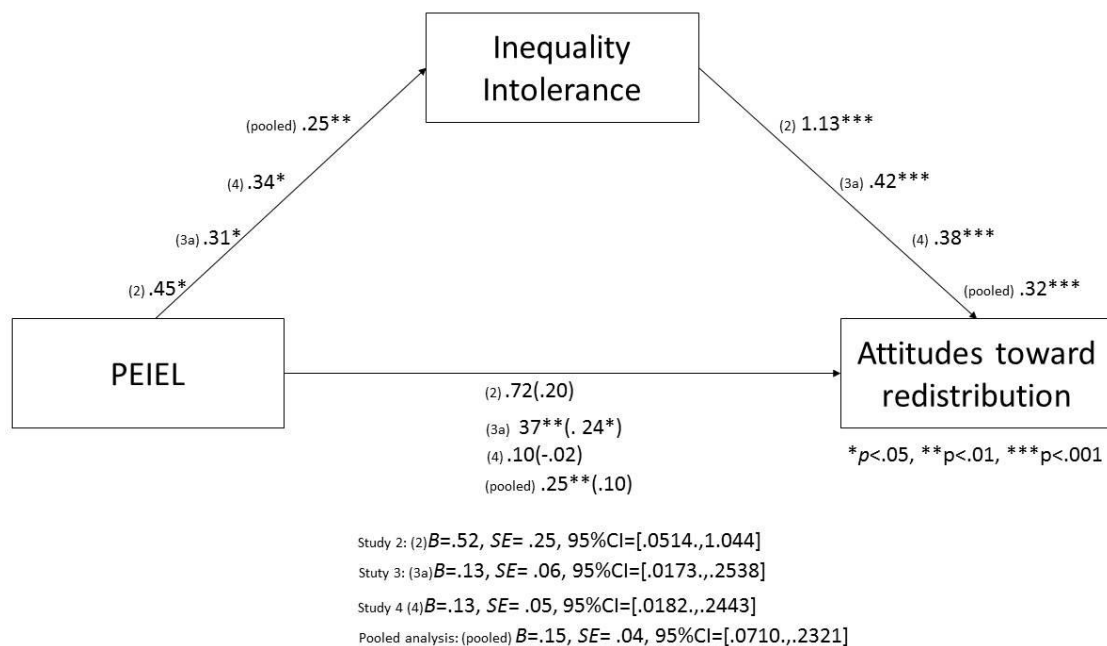 Inequality
Intolerance
(pooled) .25**
(2) 1.13***
(4) .34*
(3a) .42***
(3a) .31*
(4) .38***
(2) .45*
(pooled) .32***
PEIEL
Attitudes toward
redistribution
(2) .72(.20)
(3a) 37**(. 24*)
(4) .10(-.02)
(pooled) .25**(.10)
*p<.05, **p<.01, ***p<.001
Study 2: (2)B=.52, SE= .25, 95%CI=[.0514.,1.044]
Stuty 3: (3a)B=.13, SE= .06, 95%CI=[.0173.,.2538]
Study 4 (4)B=.13, SE= .05, 95%CI=[.0182.,.2443]
Pooled analysis: (pooled) B=.15, SE= .04, 95%CI=[.0710.,.2321]